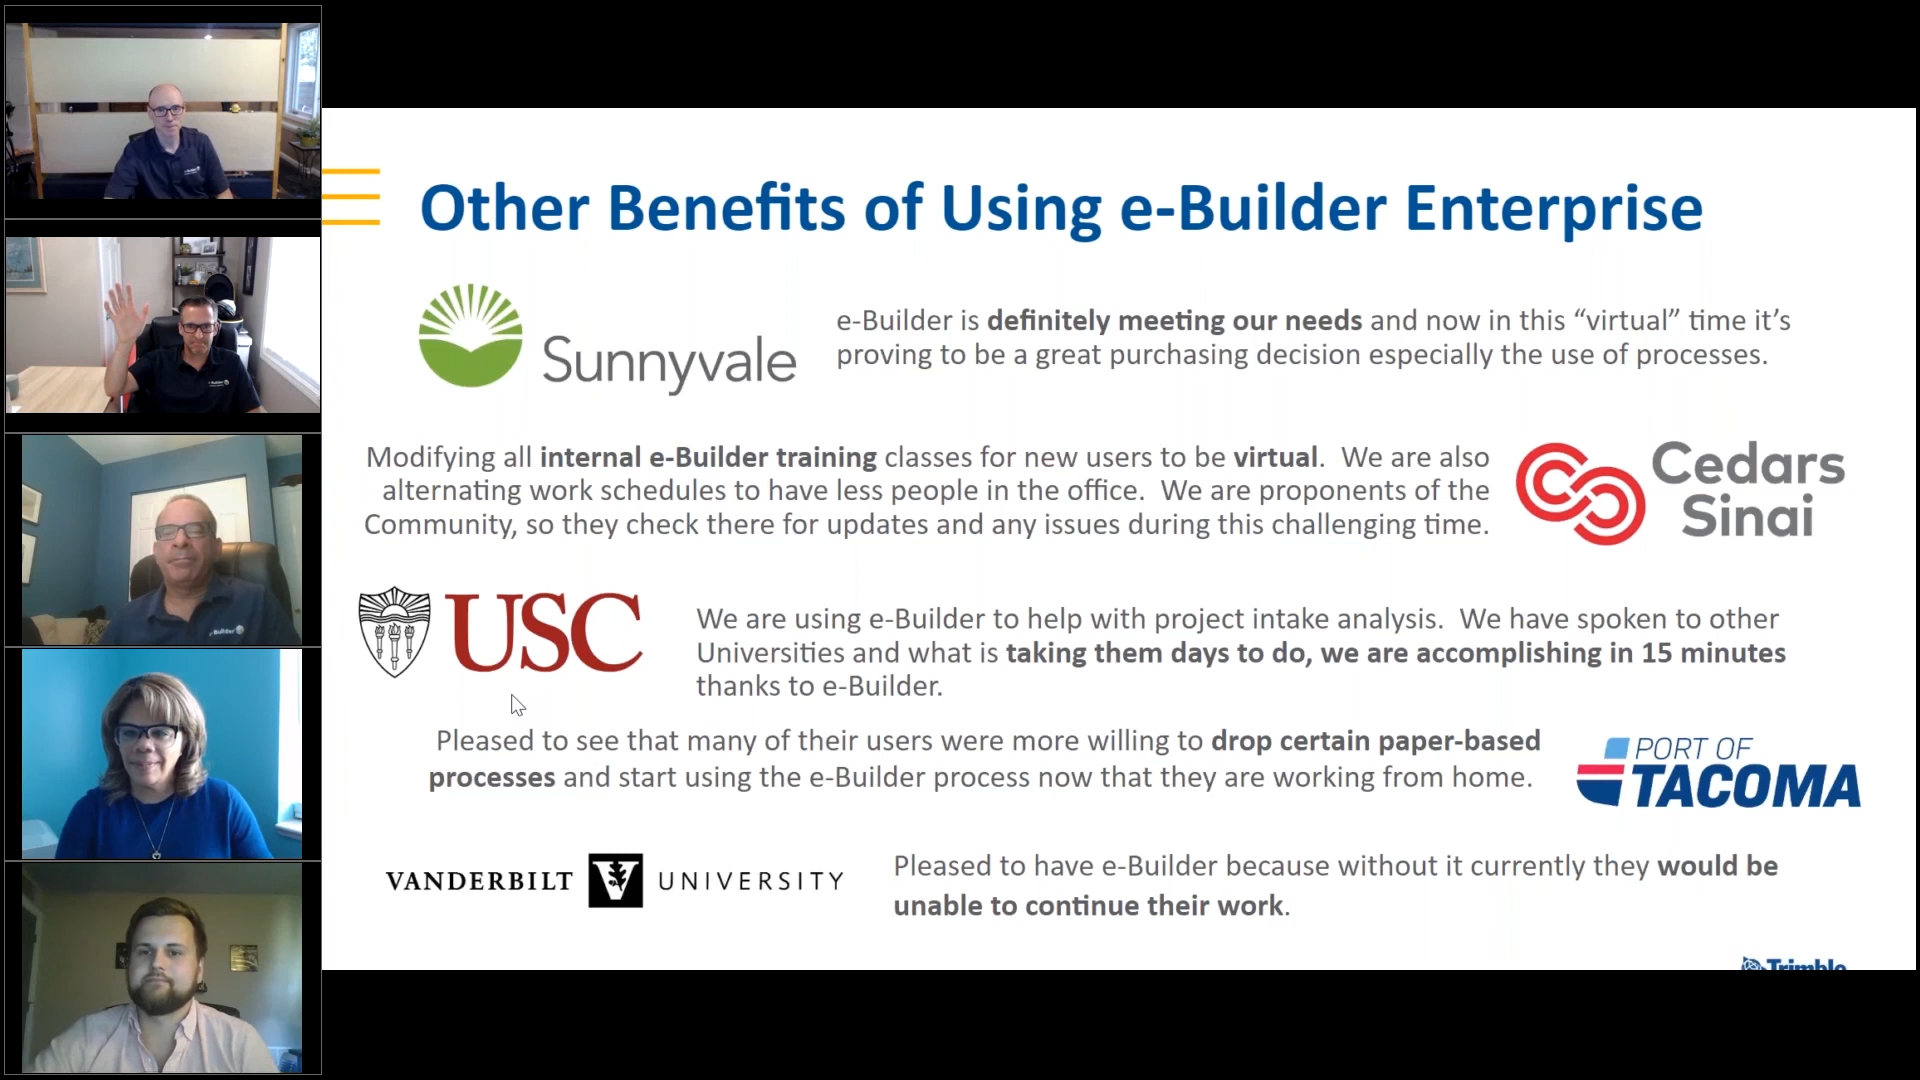 Other Benefits of Using e-Builder Enterprise
Sunnyvale
e-Builder is definitely meeting our needs and now in this “virtual” time it’s
proving to be a great purchasing decision especially the use of processes.
Modifying all internal e-Builder training classes for new users to be virtual.  We are also
alternating work schedules to have less people in the office.  We are proponents of the
Community, so they check there for updates and any issues during this challenging time.
Cedars
Sinai
USC
We are using e-Builder to help with project intake analysis.  We have spoken to other
Universities and what is taking them days to do, we are accomplishing in 15 minutes
thanks to e-Builder.
Pleased to see that many of their users were more willing to drop certain paper-based
processes and start using the e-Builder process now that they are working from home.
PORT OF
TACOMA
VANDERBILT V UNIVERSITY
Pleased to have e-Builder because without it currently they would be
unable to continue their work.
Trimble
e-Builder